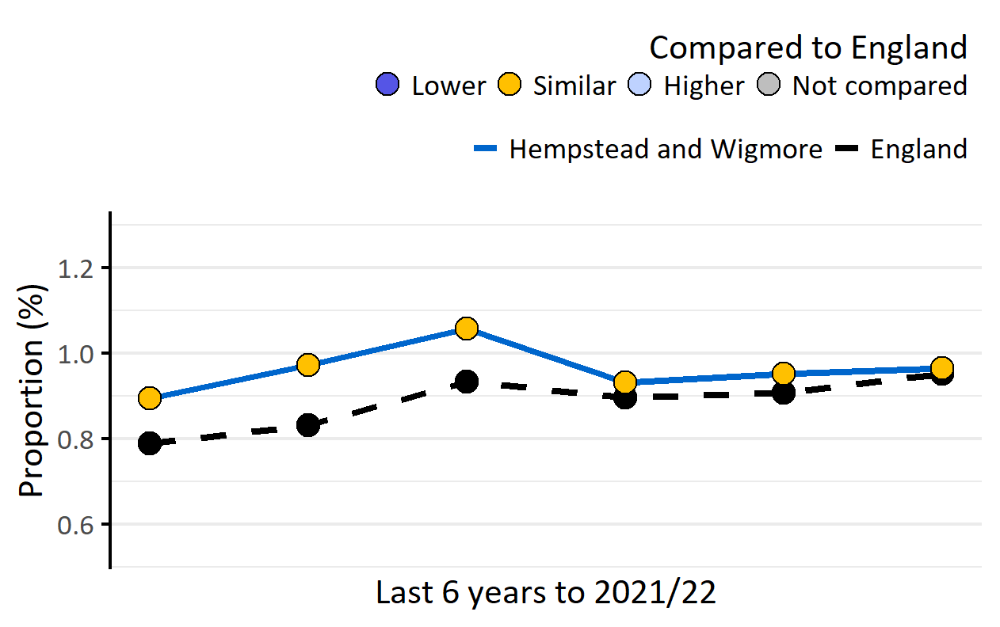 Compared to England
Lower Similar Higher Not compared
Hempstead and Wigmore England
Proportion (%)
1.2
1.0
0.8
0.6
Last 6 years to 2021/22